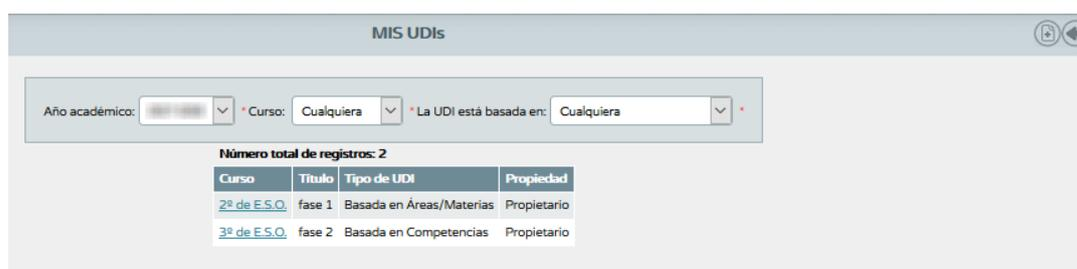 MIS UDIs
Año académico: * Curso: Cualquiera * La UDI está basada en: Cualquiera *
Número total de registros: 2
Curso Título Tipo de UDI Propiedad
2º de E.S.O. fase 1 Basada en Áreas/Materias Propietario
3º de E.S.O. fase 2 Basada en Competencias Propietario